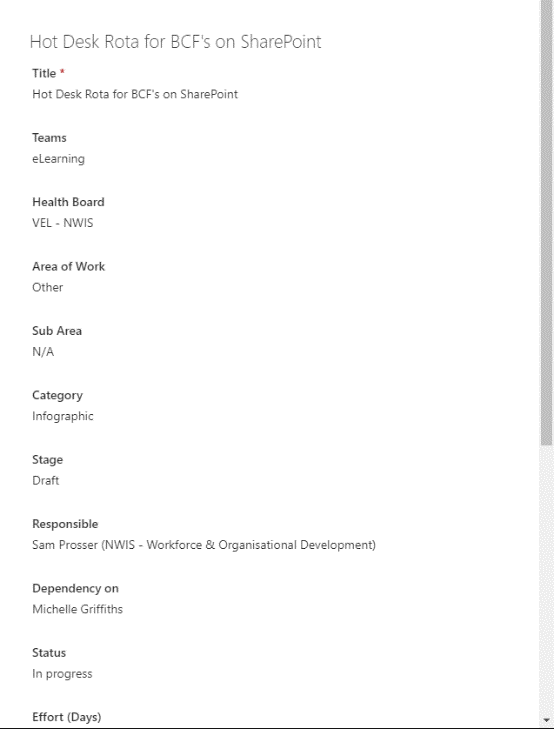 Hot Desk Rota for BCF's on SharePoint
Title *
Hot Desk Rota for BCF's on SharePoint
Teams
eLearning
Health Board
VEL - NWIS
Area of Work
Other
Sub Area
N/A
Category
Infographic
Stage
Draft
Responsible
Sam Prosser (NWIS - Workforce & Organisational Development)
Dependency on
Michelle Griffiths
Status
In progress
Effort (Days)